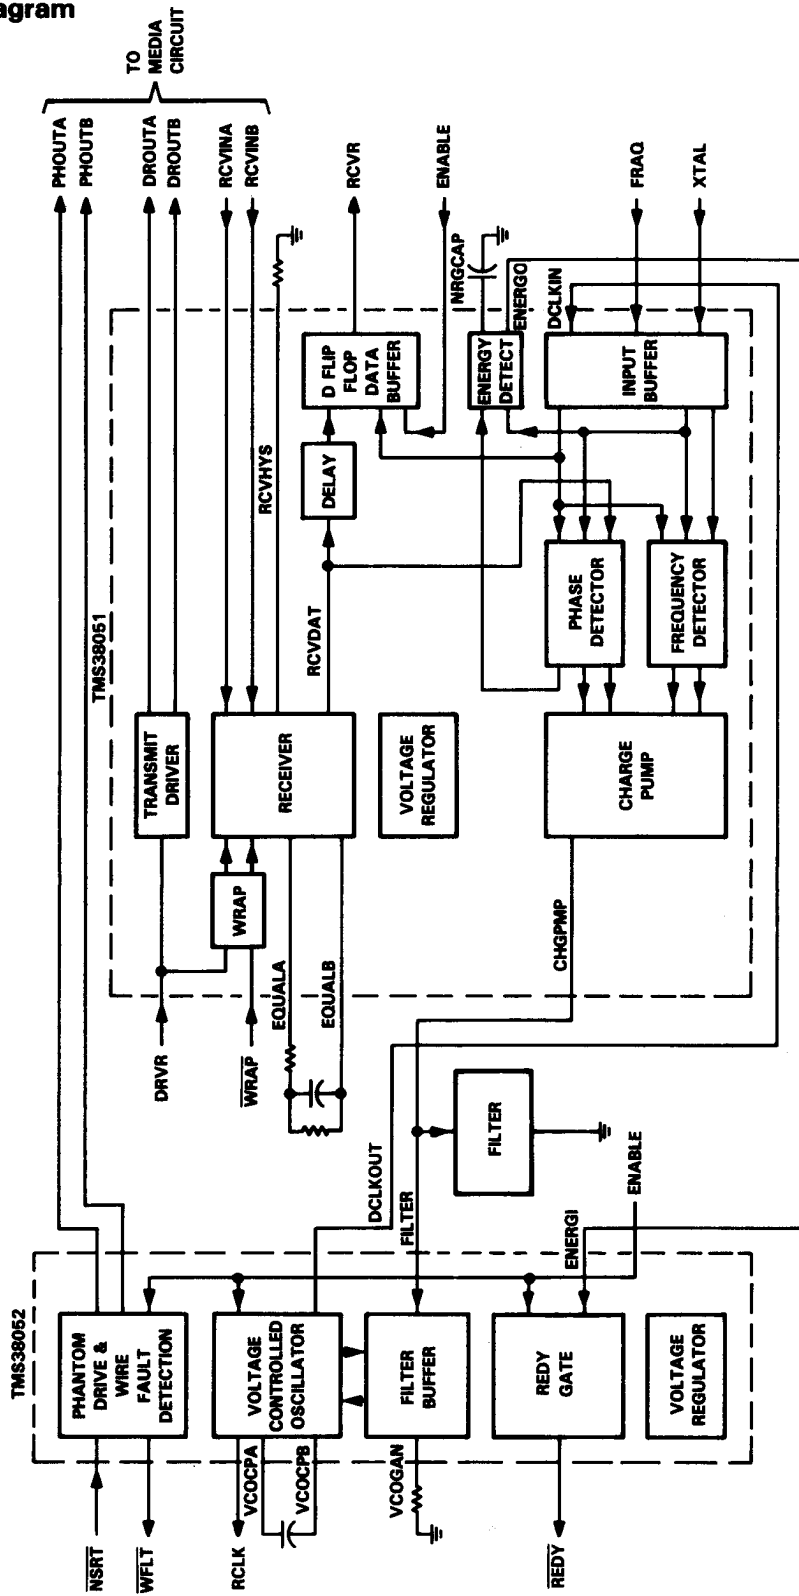 agram
TO
MEDIA
CIRCUIT
PHOUTA
PHOUTB
DROUTA
DROUTB
RCVINA
RCVINB
RCVR
ENABLE
FRAQ
XTAL
NRGCAP
ENERGO
DCLKIN
TMS38051
RCVHYS
D FLIP
FLOP
DATA
BUFFER
ENERGY
DETECT
INPUT
BUFFER
DELAY
RCVDAT
PHASE
DETECTOR
FREQUENCY
DETECTOR
TRANSMIT
DRIVER
RECEIVER
VOLTAGE
REGULATOR
CHARGE
PUMP
WRAP
EQUALA
EQUALB
CHGPMP
DRVR
WRAP
FILTER
DCLKOUT
FILTER
ENERGI
ENABLE
TMS38052
PHANTOM
DRIVE &
WIRE
FAULT
DETECTION
VOLTAGE
CONTROLLED
OSCILLATOR
FILTER
BUFFER
REDY
GATE
VOLTAGE
REGULATOR
VCOCPA
VCOCPB
VCOGAN
NSRT
WFLT
RCLK
REDY